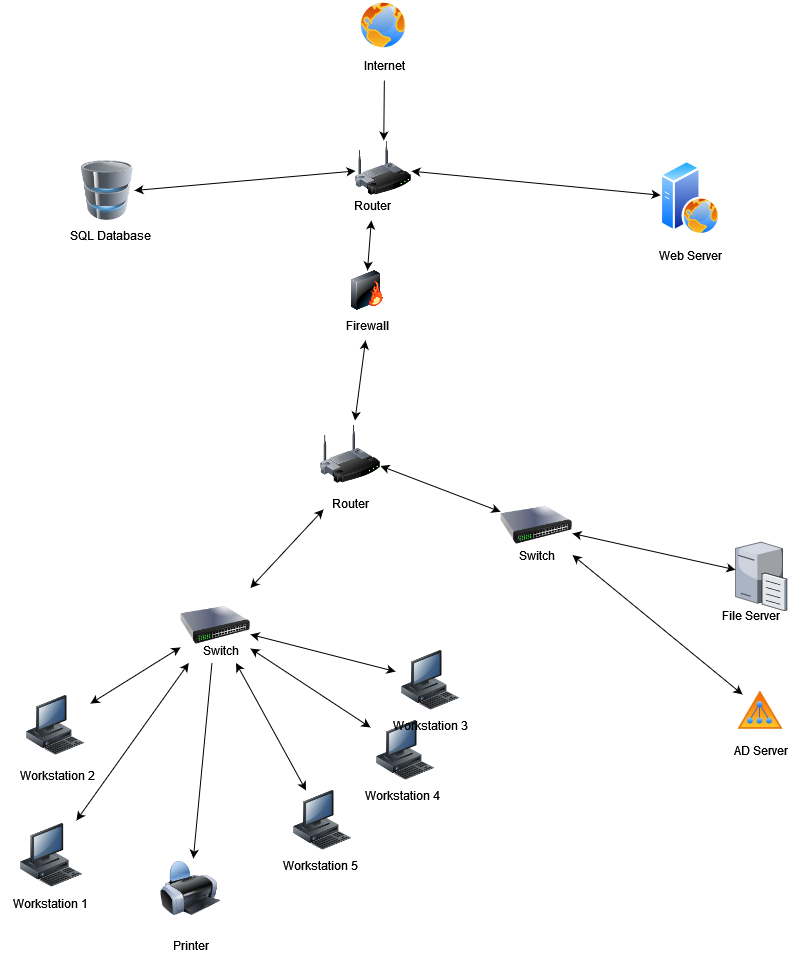 Internet
Router
SQL Database
Web Server
Firewall
Router
Switch
File Server
Switch
Workstation 3
AD Server
Workstation 2
Workstation 4
Workstation 5
Workstation 1
Printer